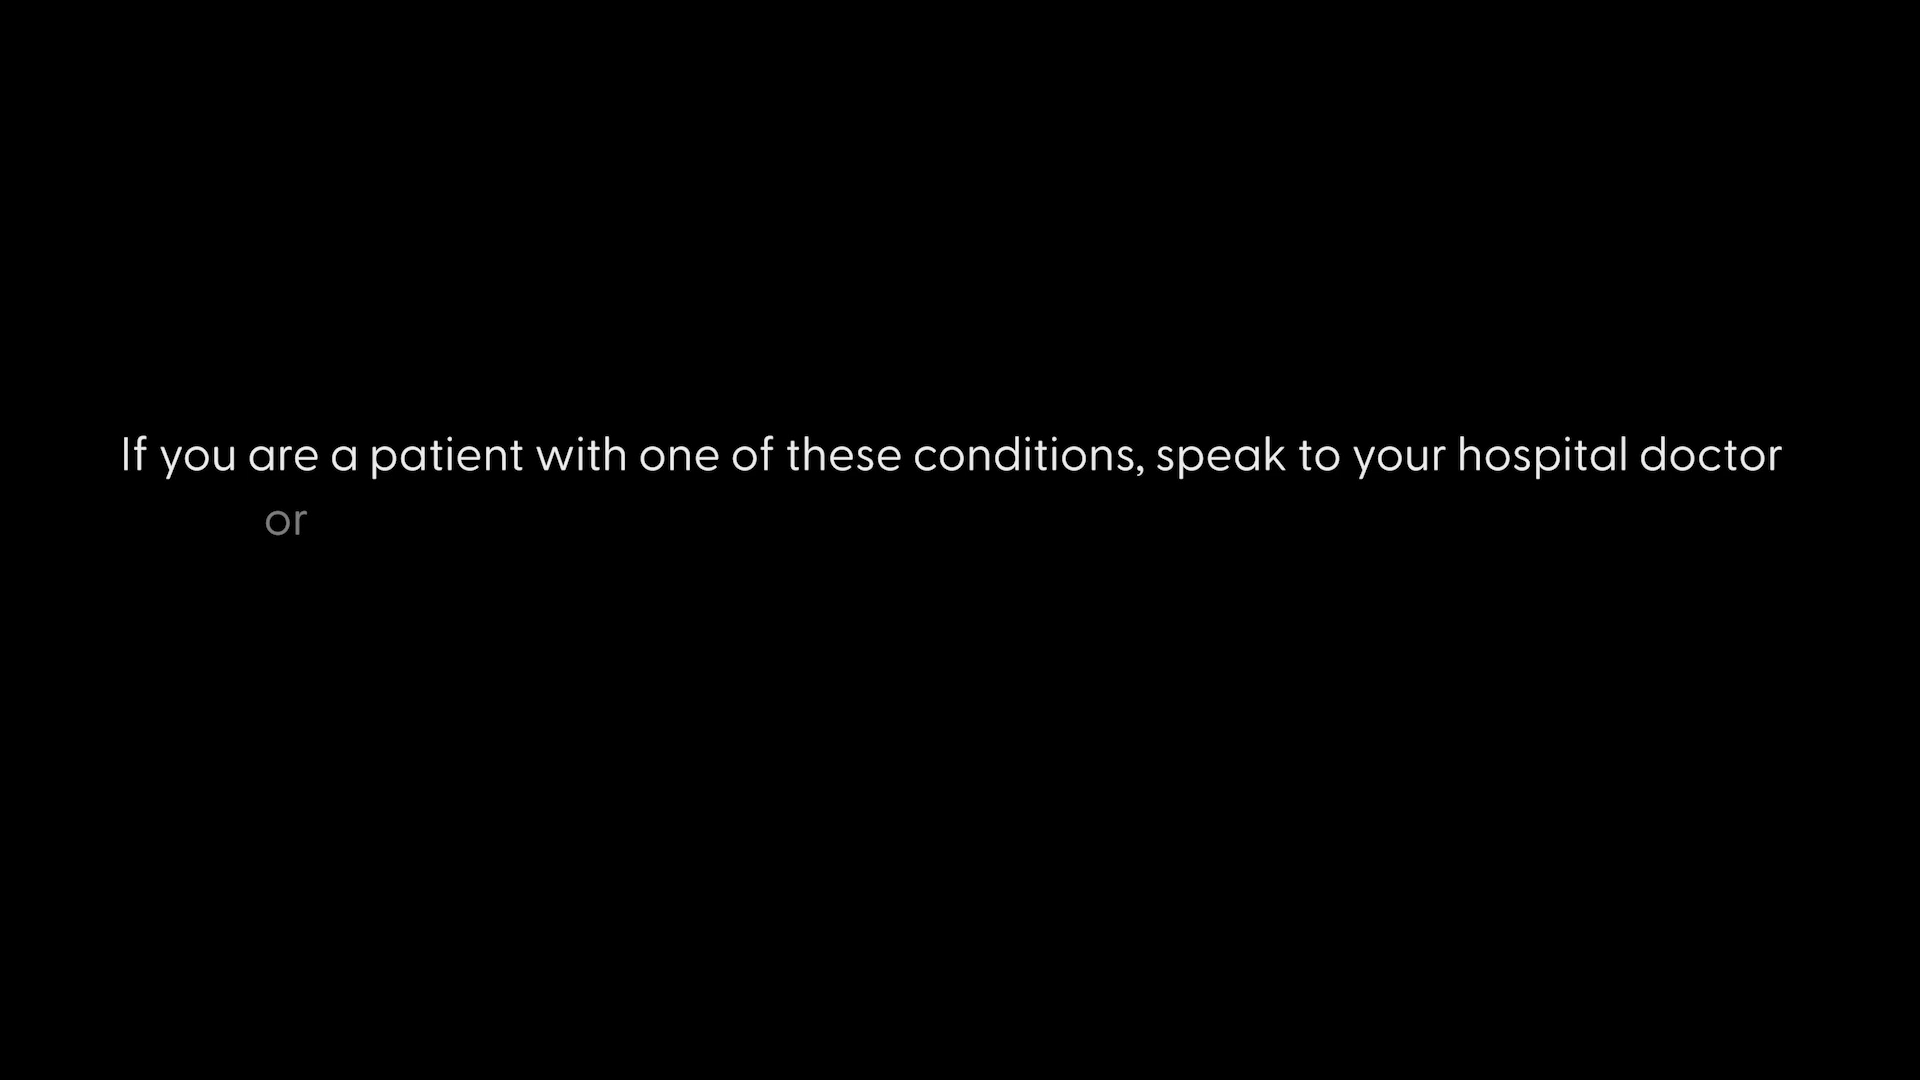 If you are a patient with one of these conditions, speak to your hospital doctor
or